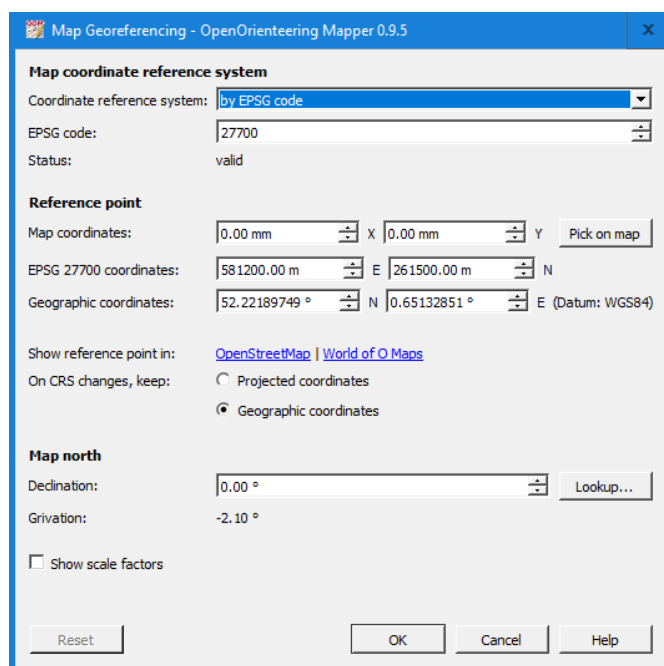 Map Georeferencing - OpenOrienteering Mapper 0.9.5 x
Map coordinate reference system
Coordinate reference system: by EPSG code
EPSG code: 27700
Status: valid
Reference point
Map coordinates: 0.00 mm X 0.00 mm Y Pick on map
EPSG 27700 coordinates: 581200.00 m E 261500.00 m N
Geographic coordinates: 52.22189749 ° N 0.65132851 ° E (Datum: WGS84)
Show reference point in: OpenStreetMap | World of O Maps
On CRS changes, keep: Projected coordinates
Geographic coordinates
Map north
Declination: 0.00 ° Lookup...
Grivation: -2.10 °
Show scale factors
Reset OK Cancel Help